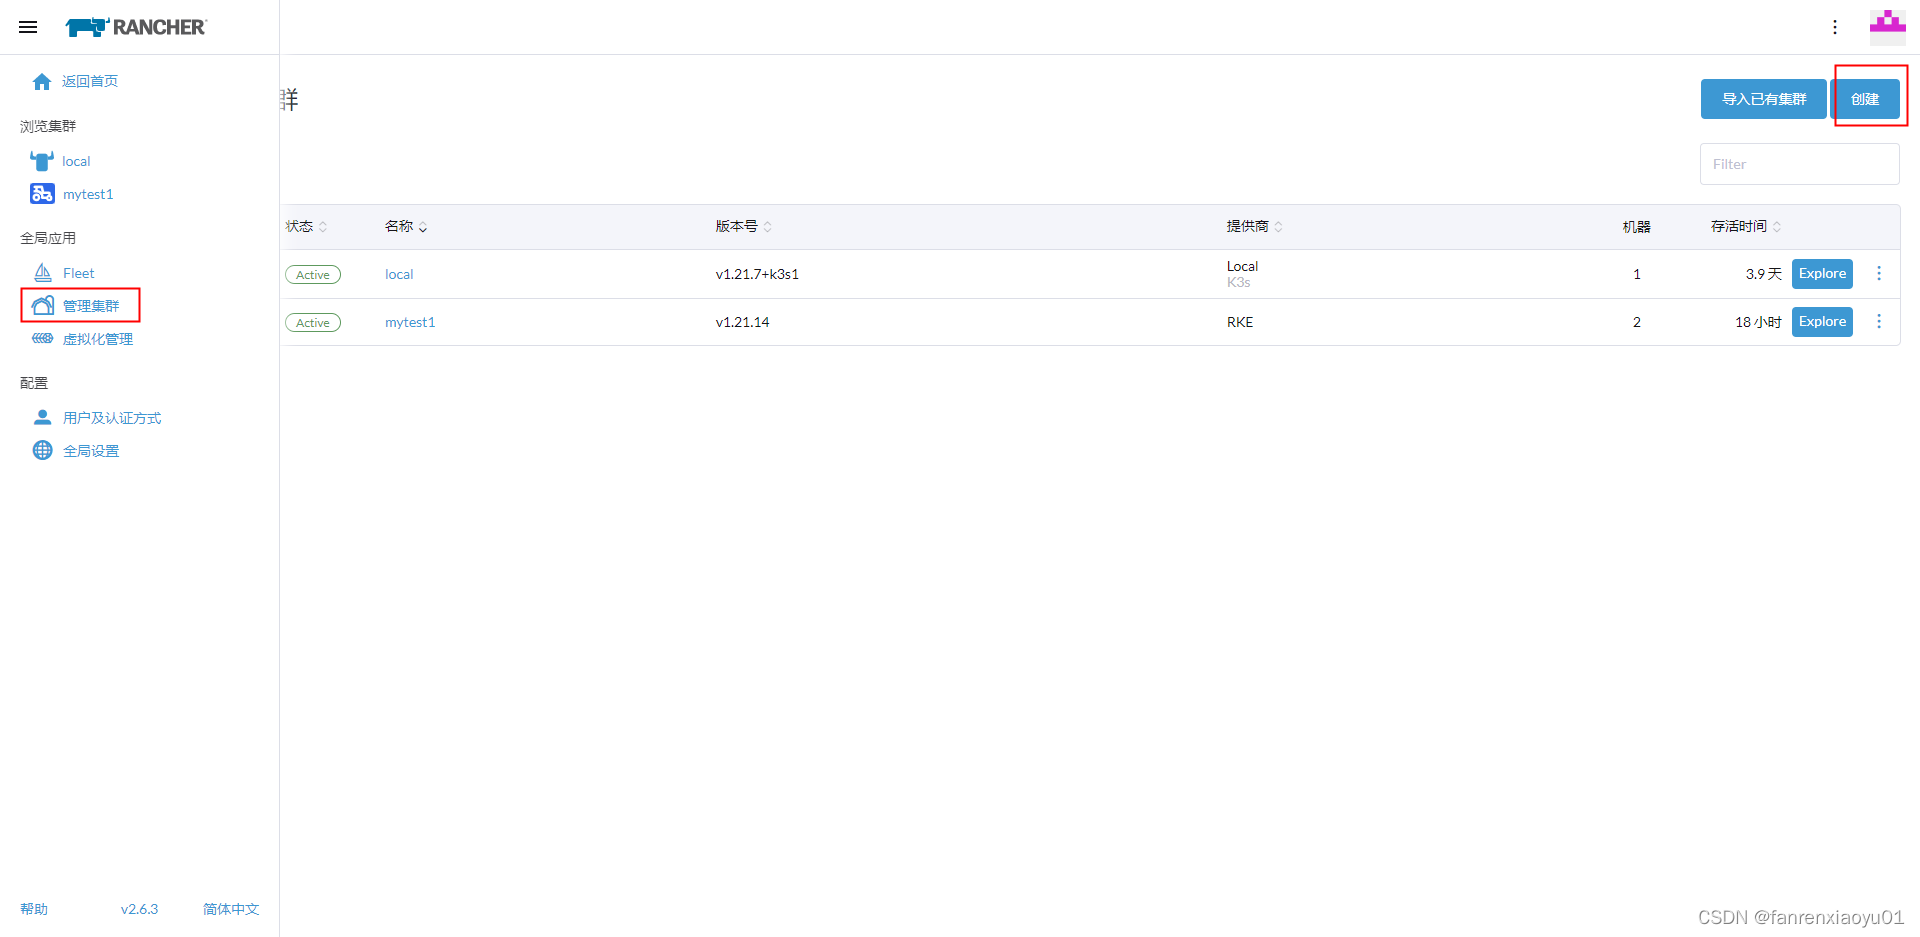 RANCHER
返回首页
群
导入已有集群
创建
浏览集群
local
mytest1
Filter
全局应用
状态 名称 版本号 提供商 机器 存活时间
Fleet
Active local v1.21.7+k3s1 Local K3s 1 3.9 天 Explore
管理集群
Active mytest1 v1.21.14 RKE 2 18 小时 Explore
虚拟化管理
配置
用户及认证方式
全局设置
帮助 v2.6.3 简体中文
CSDN @fanrenxiaoyu01